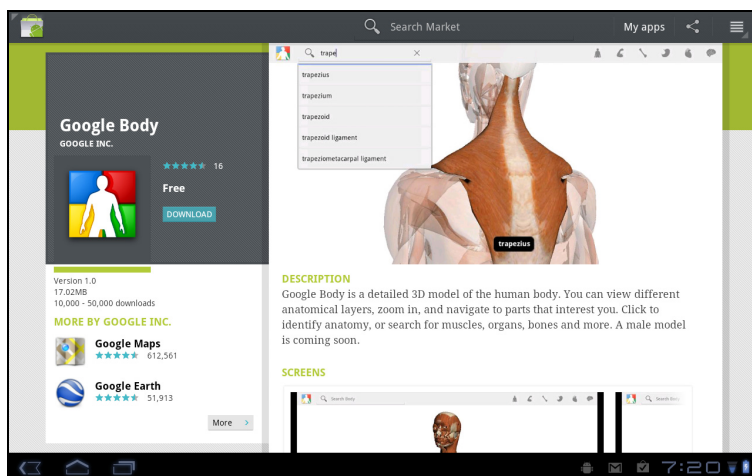 Search Market
My apps
trape
trapezius
trapezium
trapezoid
trapezoid ligament
trapeziometacarpal ligament
trapezius
Google Body
GOOGLE INC.
16
Free
DOWNLOAD
Version 1.0
17.02MB
10,000 - 50,000 downloads
MORE BY GOOGLE INC.
Google Maps
612,561
Google Earth
51,913
More
DESCRIPTION
Google Body is a detailed 3D model of the human body. You can view different
anatomical layers, zoom in, and navigate to parts that interest you. Click to
identify anatomy, or search for muscles, organs, bones and more. A male model
is coming soon.
SCREENS
Search Body
Search Body
7:20